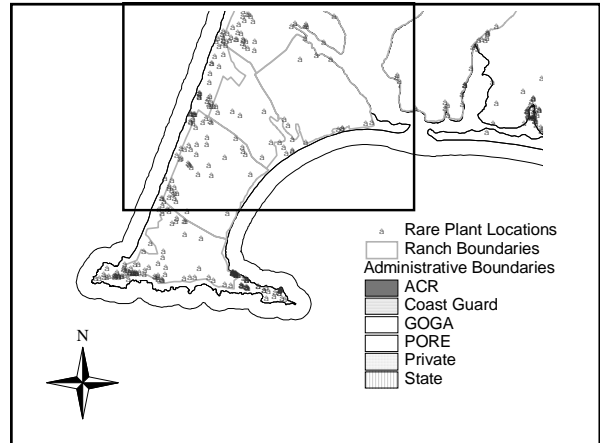 Rare Plant Locations
Ranch Boundaries
Administrative Boundaries
ACR
Coast Guard
GOGA
PORE
Private
State
N